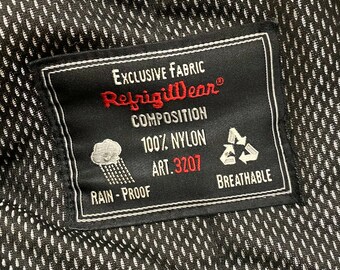 Exclusive Fabric
RefrigiWear®
Composition
100% Nylon
Art. 3207
Rain - Proof
Breathable